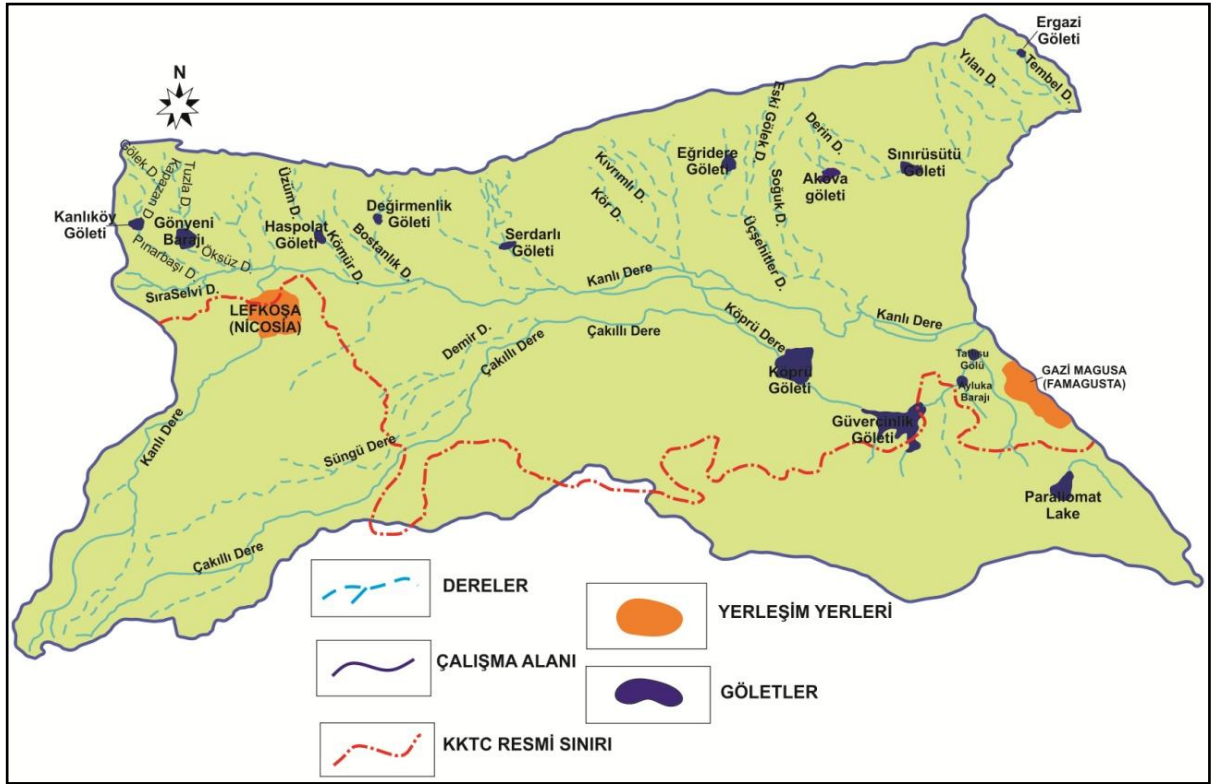 Ergazi
Göleti
N
Yılan D.
Tembel D.
Eski Gölek D.
Derin D.
Gölek D.
Kapazan D
Tuzla D.
Üzüm D.
Kıvrımlı D.
Kör D.
Eğridere
Göleti
Soğuk D.
Akova
göleti
Sınırüsütü
Göleti
Kanlıköy
Göleti
Gönyeni
Barajı
Haspolat
Göleti
Değirmenlik
Göleti
Serdarlı
Göleti
Üçşehitler D.
Pınarbaşı D.
Öksüz D.
Kömür D.
Bostanlık D.
SıraSelvi D.
Kanlı Dere
LEFKOŞA
(NİCOSİA)
Demir D.
Çakıllı Dere
Çakıllı Dere
Köprü Dere
Kanlı Dere
Köprü
Göleti
Tatlısu
Gölü
Ayluka
Barajı
GAZİ MAGUSA
(FAMAGUSTA)
Kanlı Dere
Süngü Dere
Güvercinlik
Göleti
Paraliomat
Lake
Çakıllı Dere
DERELER
YERLEŞİM YERLERİ
ÇALIŞMA ALANI
GÖLETLER
KKTC RESMİ SINIRI